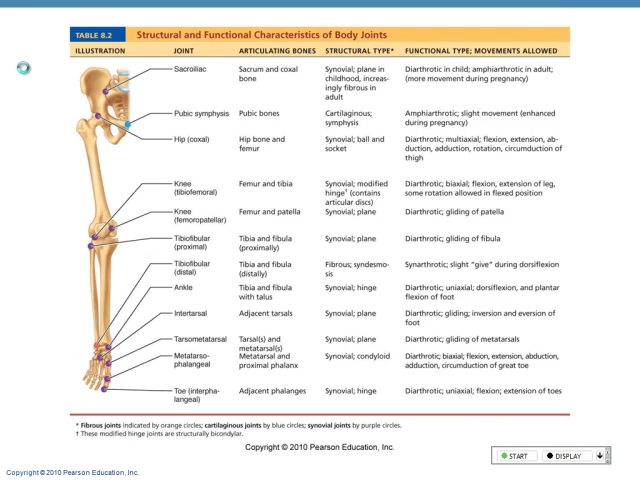 TABLE 8.2 Structural and Functional Characteristics of Body Joints
ILLUSTRATION JOINT ARTICULATING BONES STRUCTURAL TYPE* FUNCTIONAL TYPE; MOVEMENTS ALLOWED
Sacroiliac Sacrum and coxal Synovial; plane in Diarthrotic in child; amphiarthrotic in adult;
bone childhood, increas- (more movement during pregnancy)
ingly fibrous in
adult
Pubic symphysis Pubic bones Cartilaginous; Amphiarthrotic; slight movement (enhanced
symphysis during pregnancy)
Hip (coxal) Hip bone and Synovial; ball and Diarthrotic; multiaxial; flexion, extension, ab-
femur socket duction, adduction, rotation, circumduction of
thigh
Knee Femur and tibia Synovial; modified Diarthrotic; biaxial; flexion, extension of leg,
(tibiofemoral) hinge† (contains some rotation allowed in flexed position
articular discs)
Knee Femur and patella Synovial; plane Diarthrotic; gliding of patella
(femoropatellar)
Tibiofibular Tibia and fibula Synovial; plane Diarthrotic; gliding of fibula
(proximal) (proximally)
Tibiofibular Tibia and fibula Fibrous; syndesmo- Synarthrotic; slight "give" during dorsiflexion
(distal) (distally) sis
Ankle Tibia and fibula Synovial; hinge Diarthrotic; uniaxial; dorsiflexion, and plantar
with talus flexion of foot
Intertarsal Adjacent tarsals Synovial; plane Diarthrotic; gliding; inversion and eversion of
foot
Tarsometatarsal Tarsal(s) and Synovial; plane Diarthrotic; gliding of metatarsals
metatarsal(s)
Metatarso- Metatarsal and Synovial; condyloid Diarthrotic; biaxial; flexion, extension, abduction,
phalangeal proximal phalanx adduction, circumduction of great toe
Toe (interpha- Adjacent phalanges Synovial; hinge Diarthrotic; uniaxial; flexion; extension of toes
langeal)
* Fibrous joints indicated by orange circles; cartilaginous joints by blue circles; synovial joints by purple circles.
† These modified hinge joints are structurally bicondylar.
Copyright © 2010 Pearson Education, Inc.
START DISPLAY
Copyright © 2010 Pearson Education, Inc.